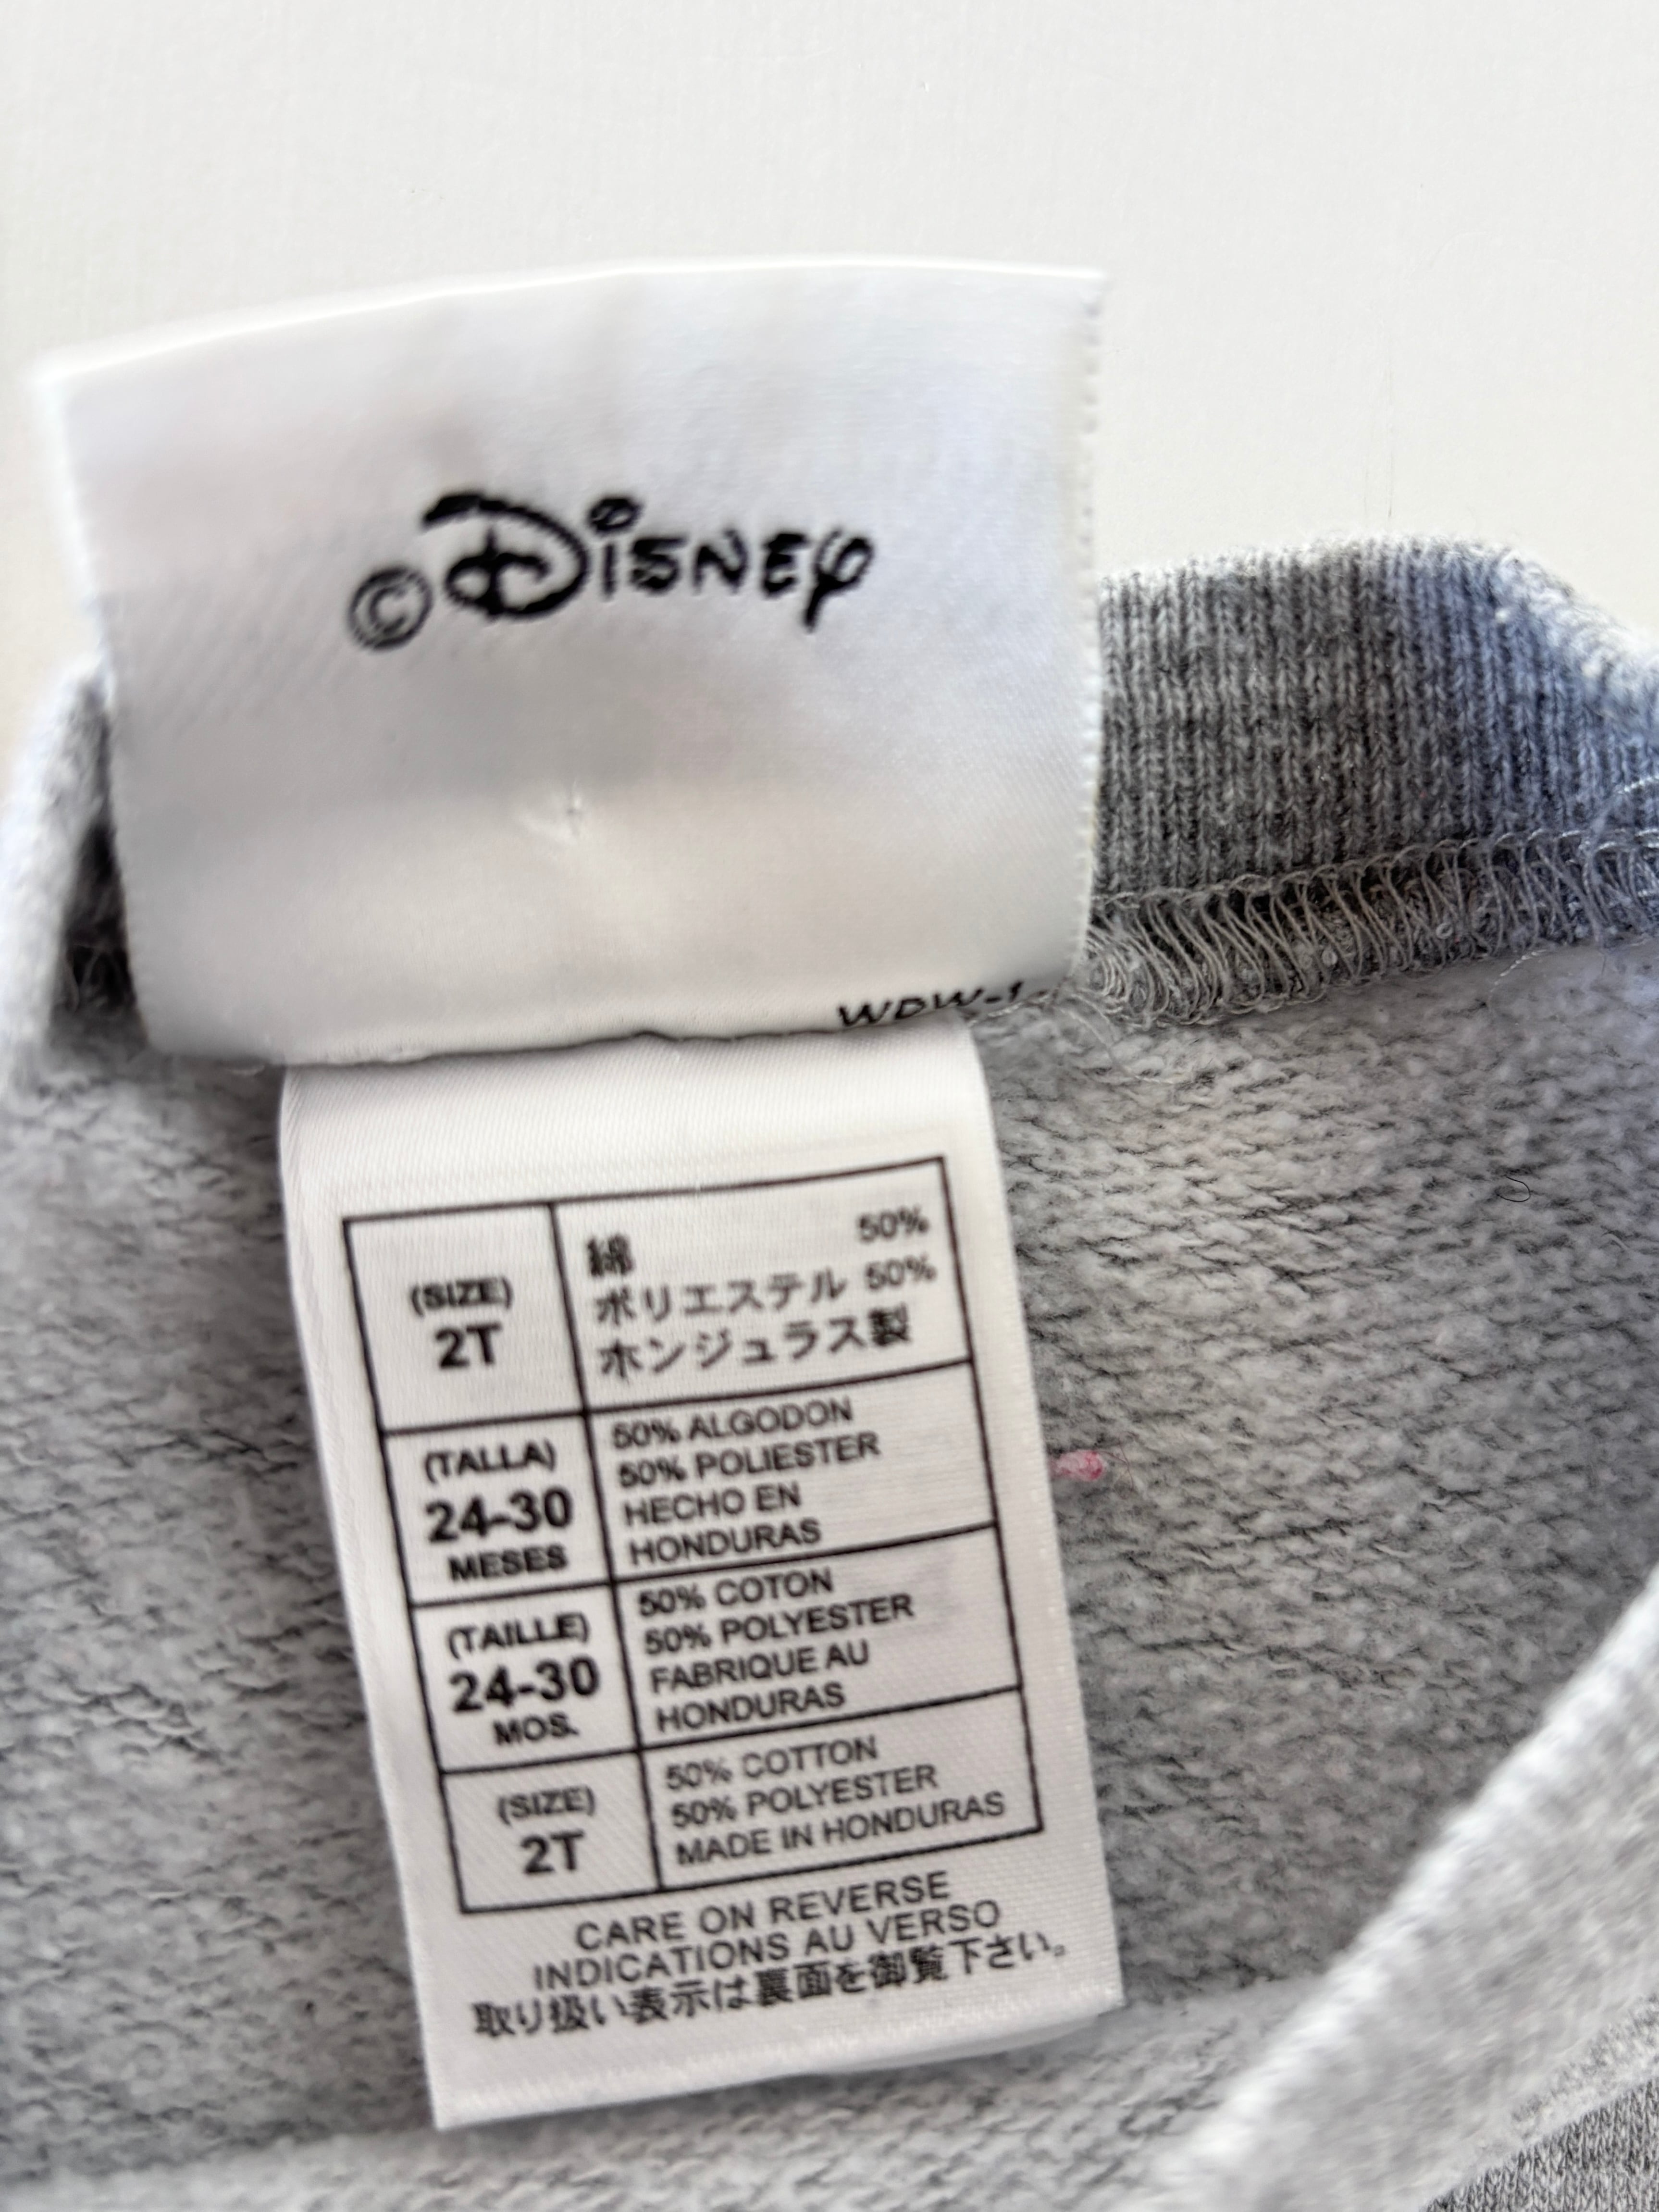 ©Disney
WDW-1
(SIZE)
2T
綿 50%
ポリエステル 50%
ホンジュラス製
(TALLA)
24-30
MESES
50% ALGODON
50% POLIESTER
HECHO EN
HONDURAS
(TAILLE)
24-30
MOS.
50% COTON
50% POLYESTER
FABRIQUE AU
HONDURAS
(SIZE)
2T
50% COTTON
50% POLYESTER
MADE IN HONDURAS
CARE ON REVERSE
INDICATIONS AU VERSO
取り扱い表示は裏面を御覧下さい。